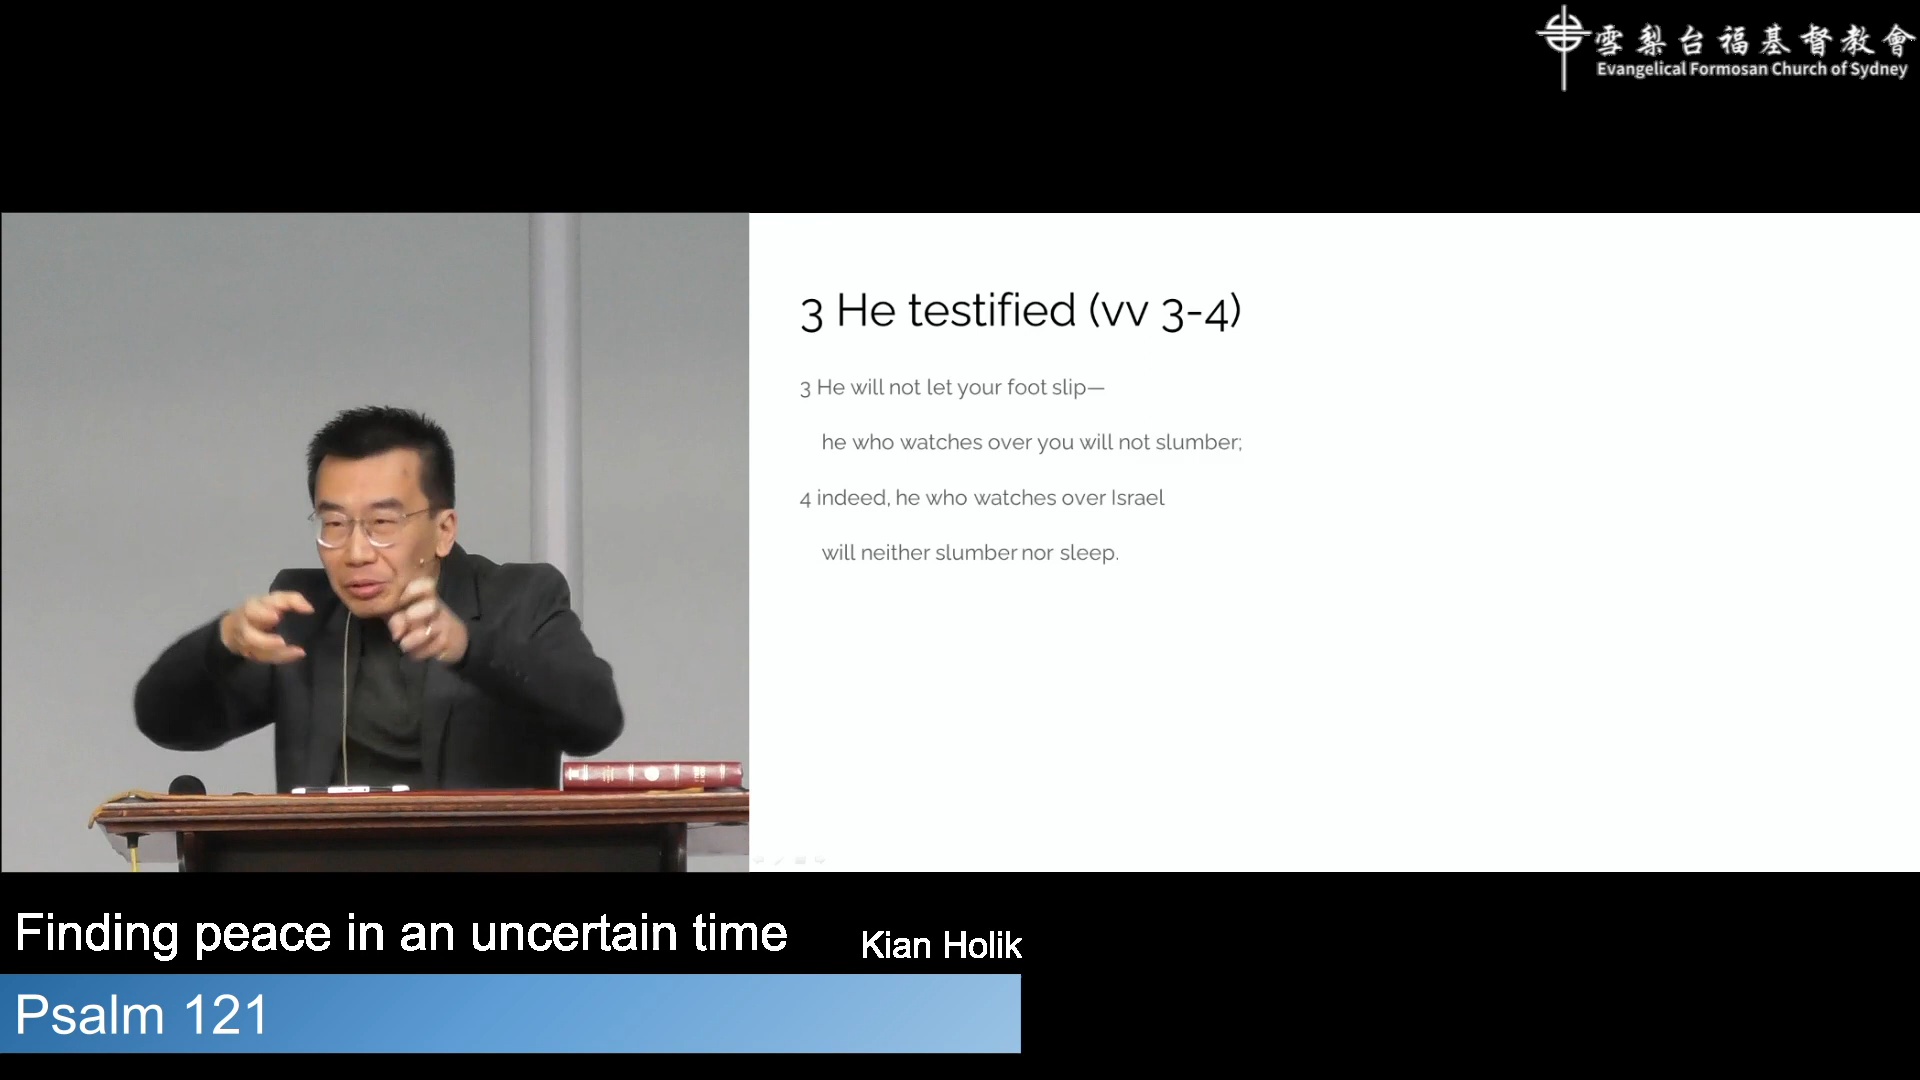 雪梨台福基督教會
Evangelical Formosan Church of Sydney
3 He testified (vv 3-4)
3 He will not let your foot slip—
he who watches over you will not slumber;
4 indeed, he who watches over Israel
will neither slumber nor sleep.
Finding peace in an uncertain time
Kian Holik
Psalm 121